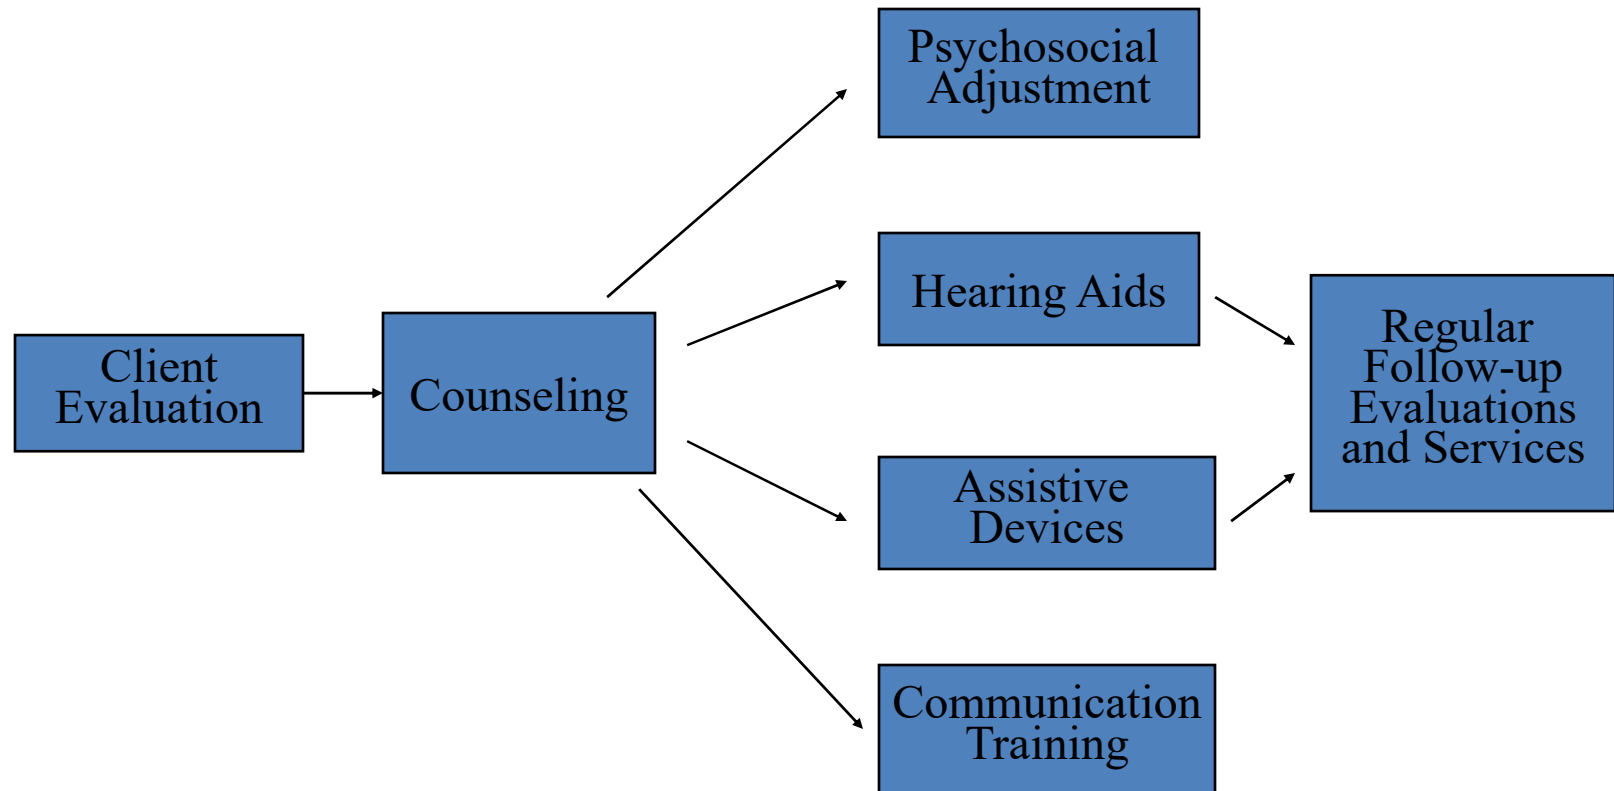 Psychosocial
Adjustment
Hearing Aids
Regular
Follow-up
Evaluations
and Services
Client
Evaluation
Counseling
Assistive
Devices
Communication
Training